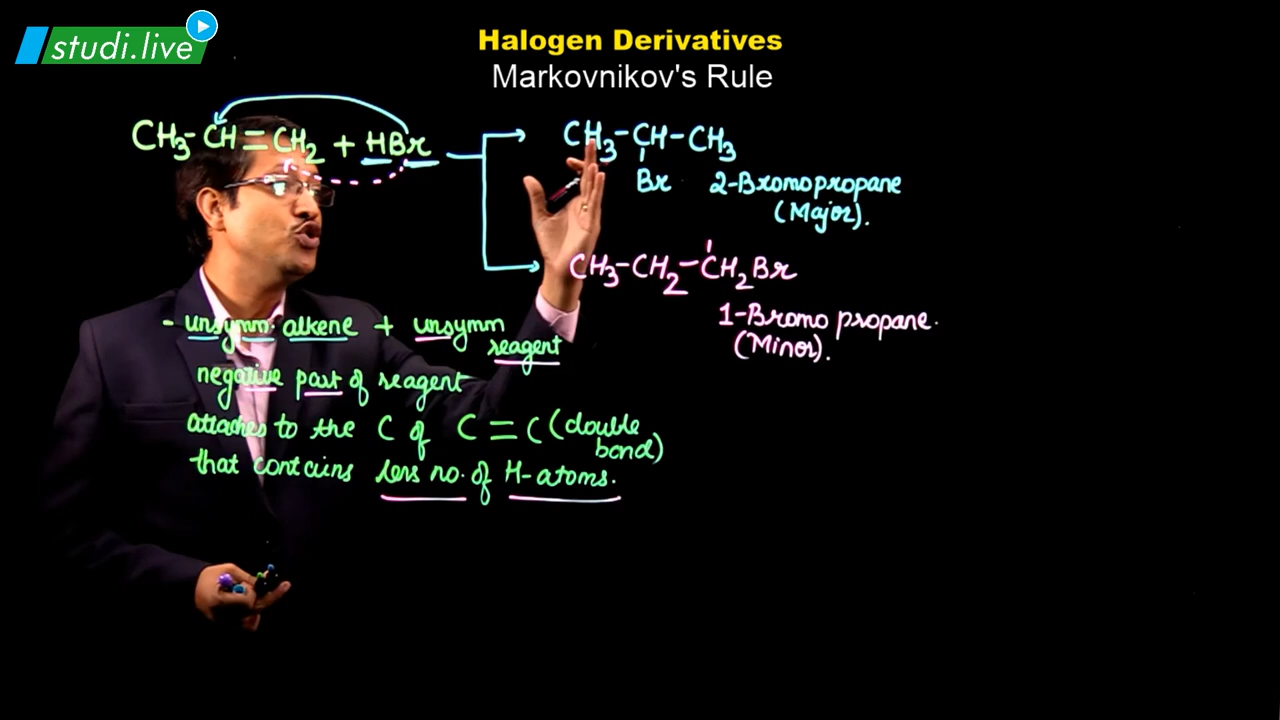 studi.live
Halogen Derivatives
Markovnikov's Rule
CH₃-CH=CH₂ + HBr
CH₃-CH-CH₃
Br
2-Bromopropane
(Major).
CH₃-CH₂-CH₂Br
1-Bromo propane.
(Minor).
- unsymm. alkene + unsymm
reagent
negative part of reagent
attaches to the C of C=C (double
bond)
that contains less no. of H-atoms.